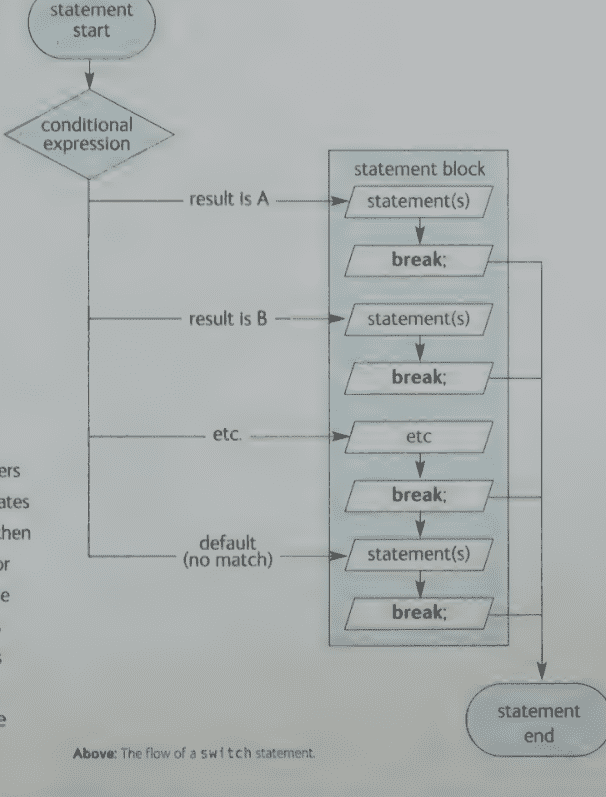 statement
start
conditional
expression
statement block
result is A
statement(s)
break;
result is B
statement(s)
break;
etc.
etc
break;
default
(no match)
statement(s)
break;
statement
end
Above: The flow of a switch statement.